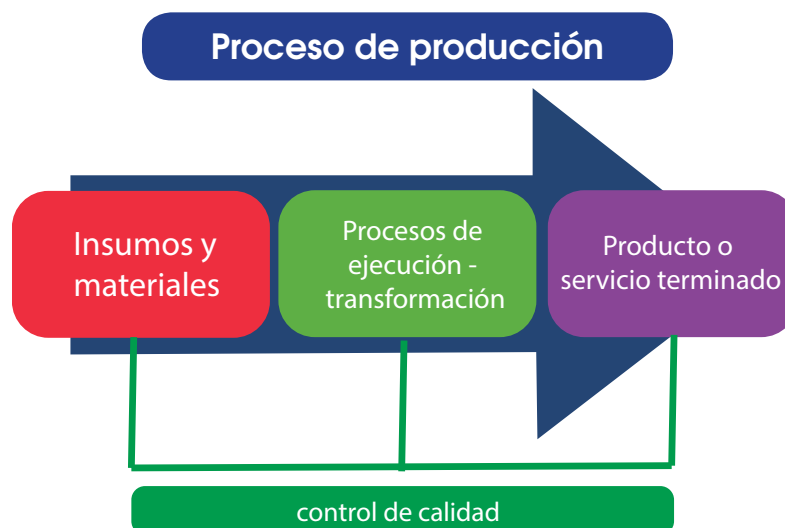 Proceso de producción
Insumos y
materiales
Procesos de
ejecución -
transformación
Producto o
servicio terminado
control de calidad